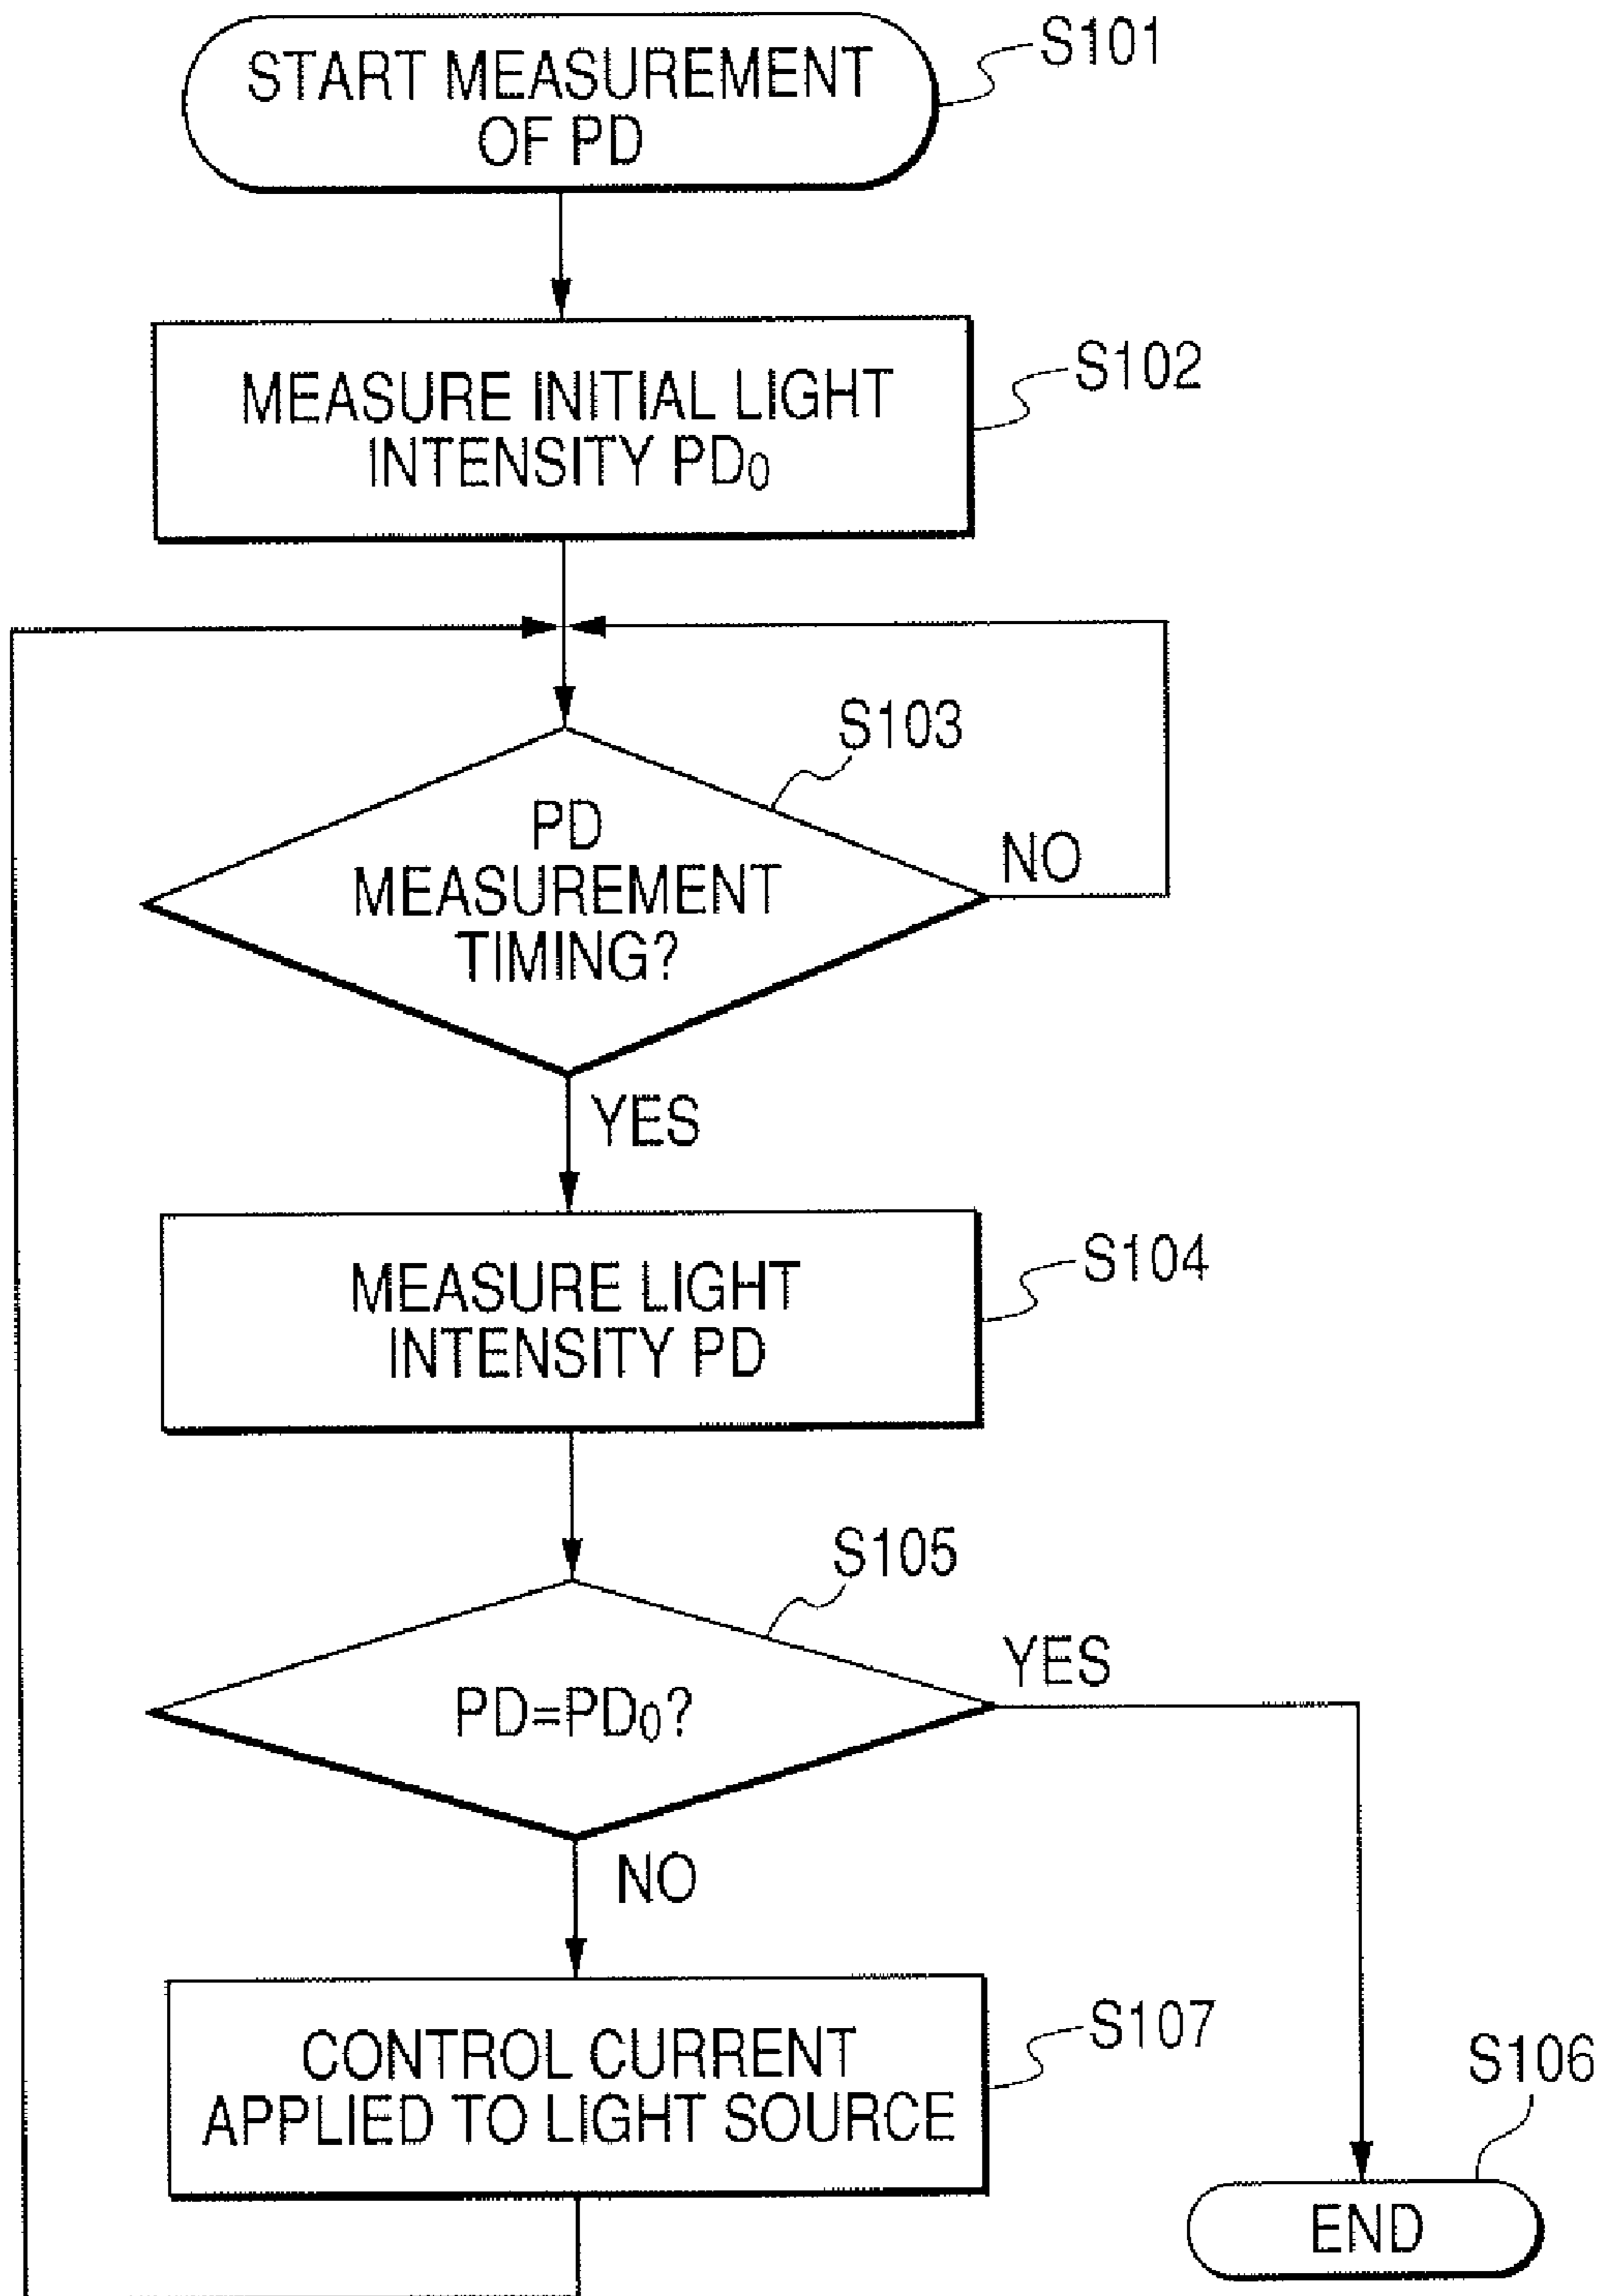 START MEASUREMENT
OF PD
S101
MEASURE INITIAL LIGHT
INTENSITY PD₀
S102
S103
PD
MEASUREMENT
TIMING?
NO
YES
MEASURE LIGHT
INTENSITY PD
S104
S105
PD=PD₀?
YES
NO
CONTROL CURRENT
APPLIED TO LIGHT SOURCE
S107
S106
END